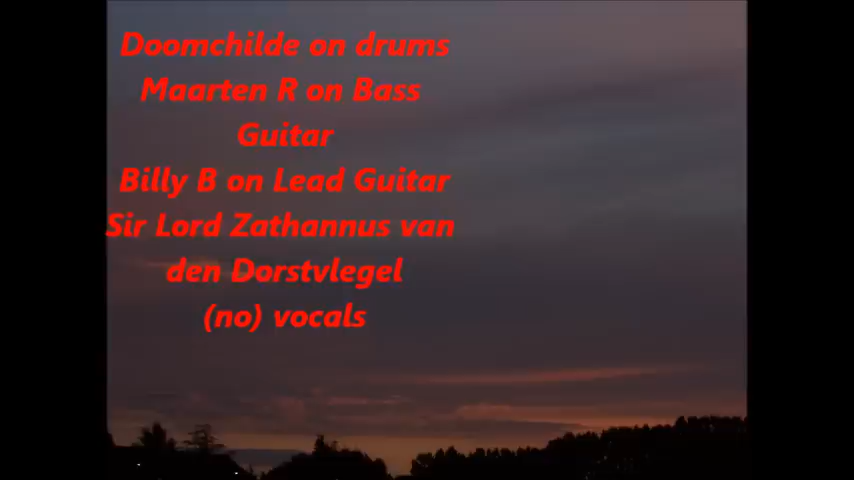 Doomchilde on drums
Maarten R on Bass
Guitar
Billy B on Lead Guitar
Sir Lord Zathannus van
den Dorstvlegel
(no) vocals